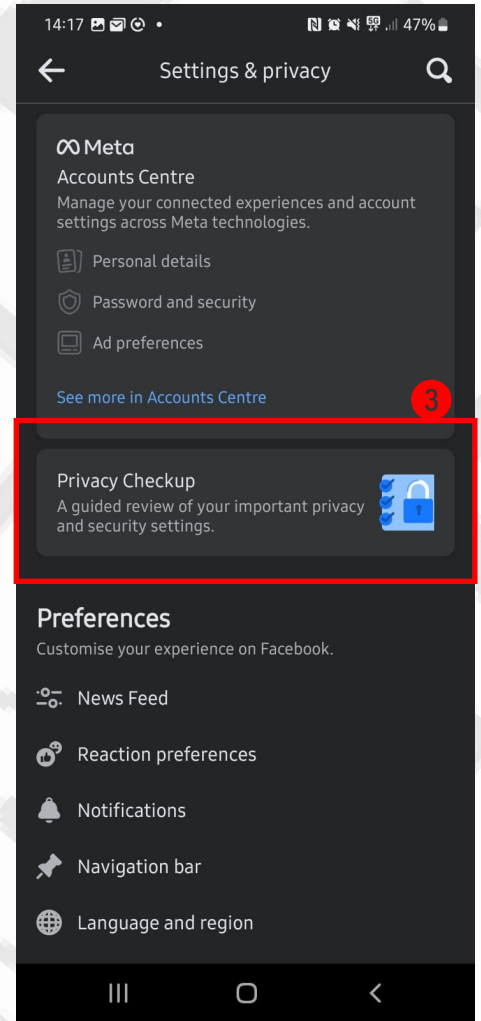 14:17 47%
Settings & privacy
Meta
Accounts Centre
Manage your connected experiences and account
settings across Meta technologies.
Personal details
Password and security
Ad preferences
See more in Accounts Centre
3
Privacy Checkup
A guided review of your important privacy
and security settings.
Preferences
Customise your experience on Facebook.
News Feed
Reaction preferences
Notifications
Navigation bar
Language and region